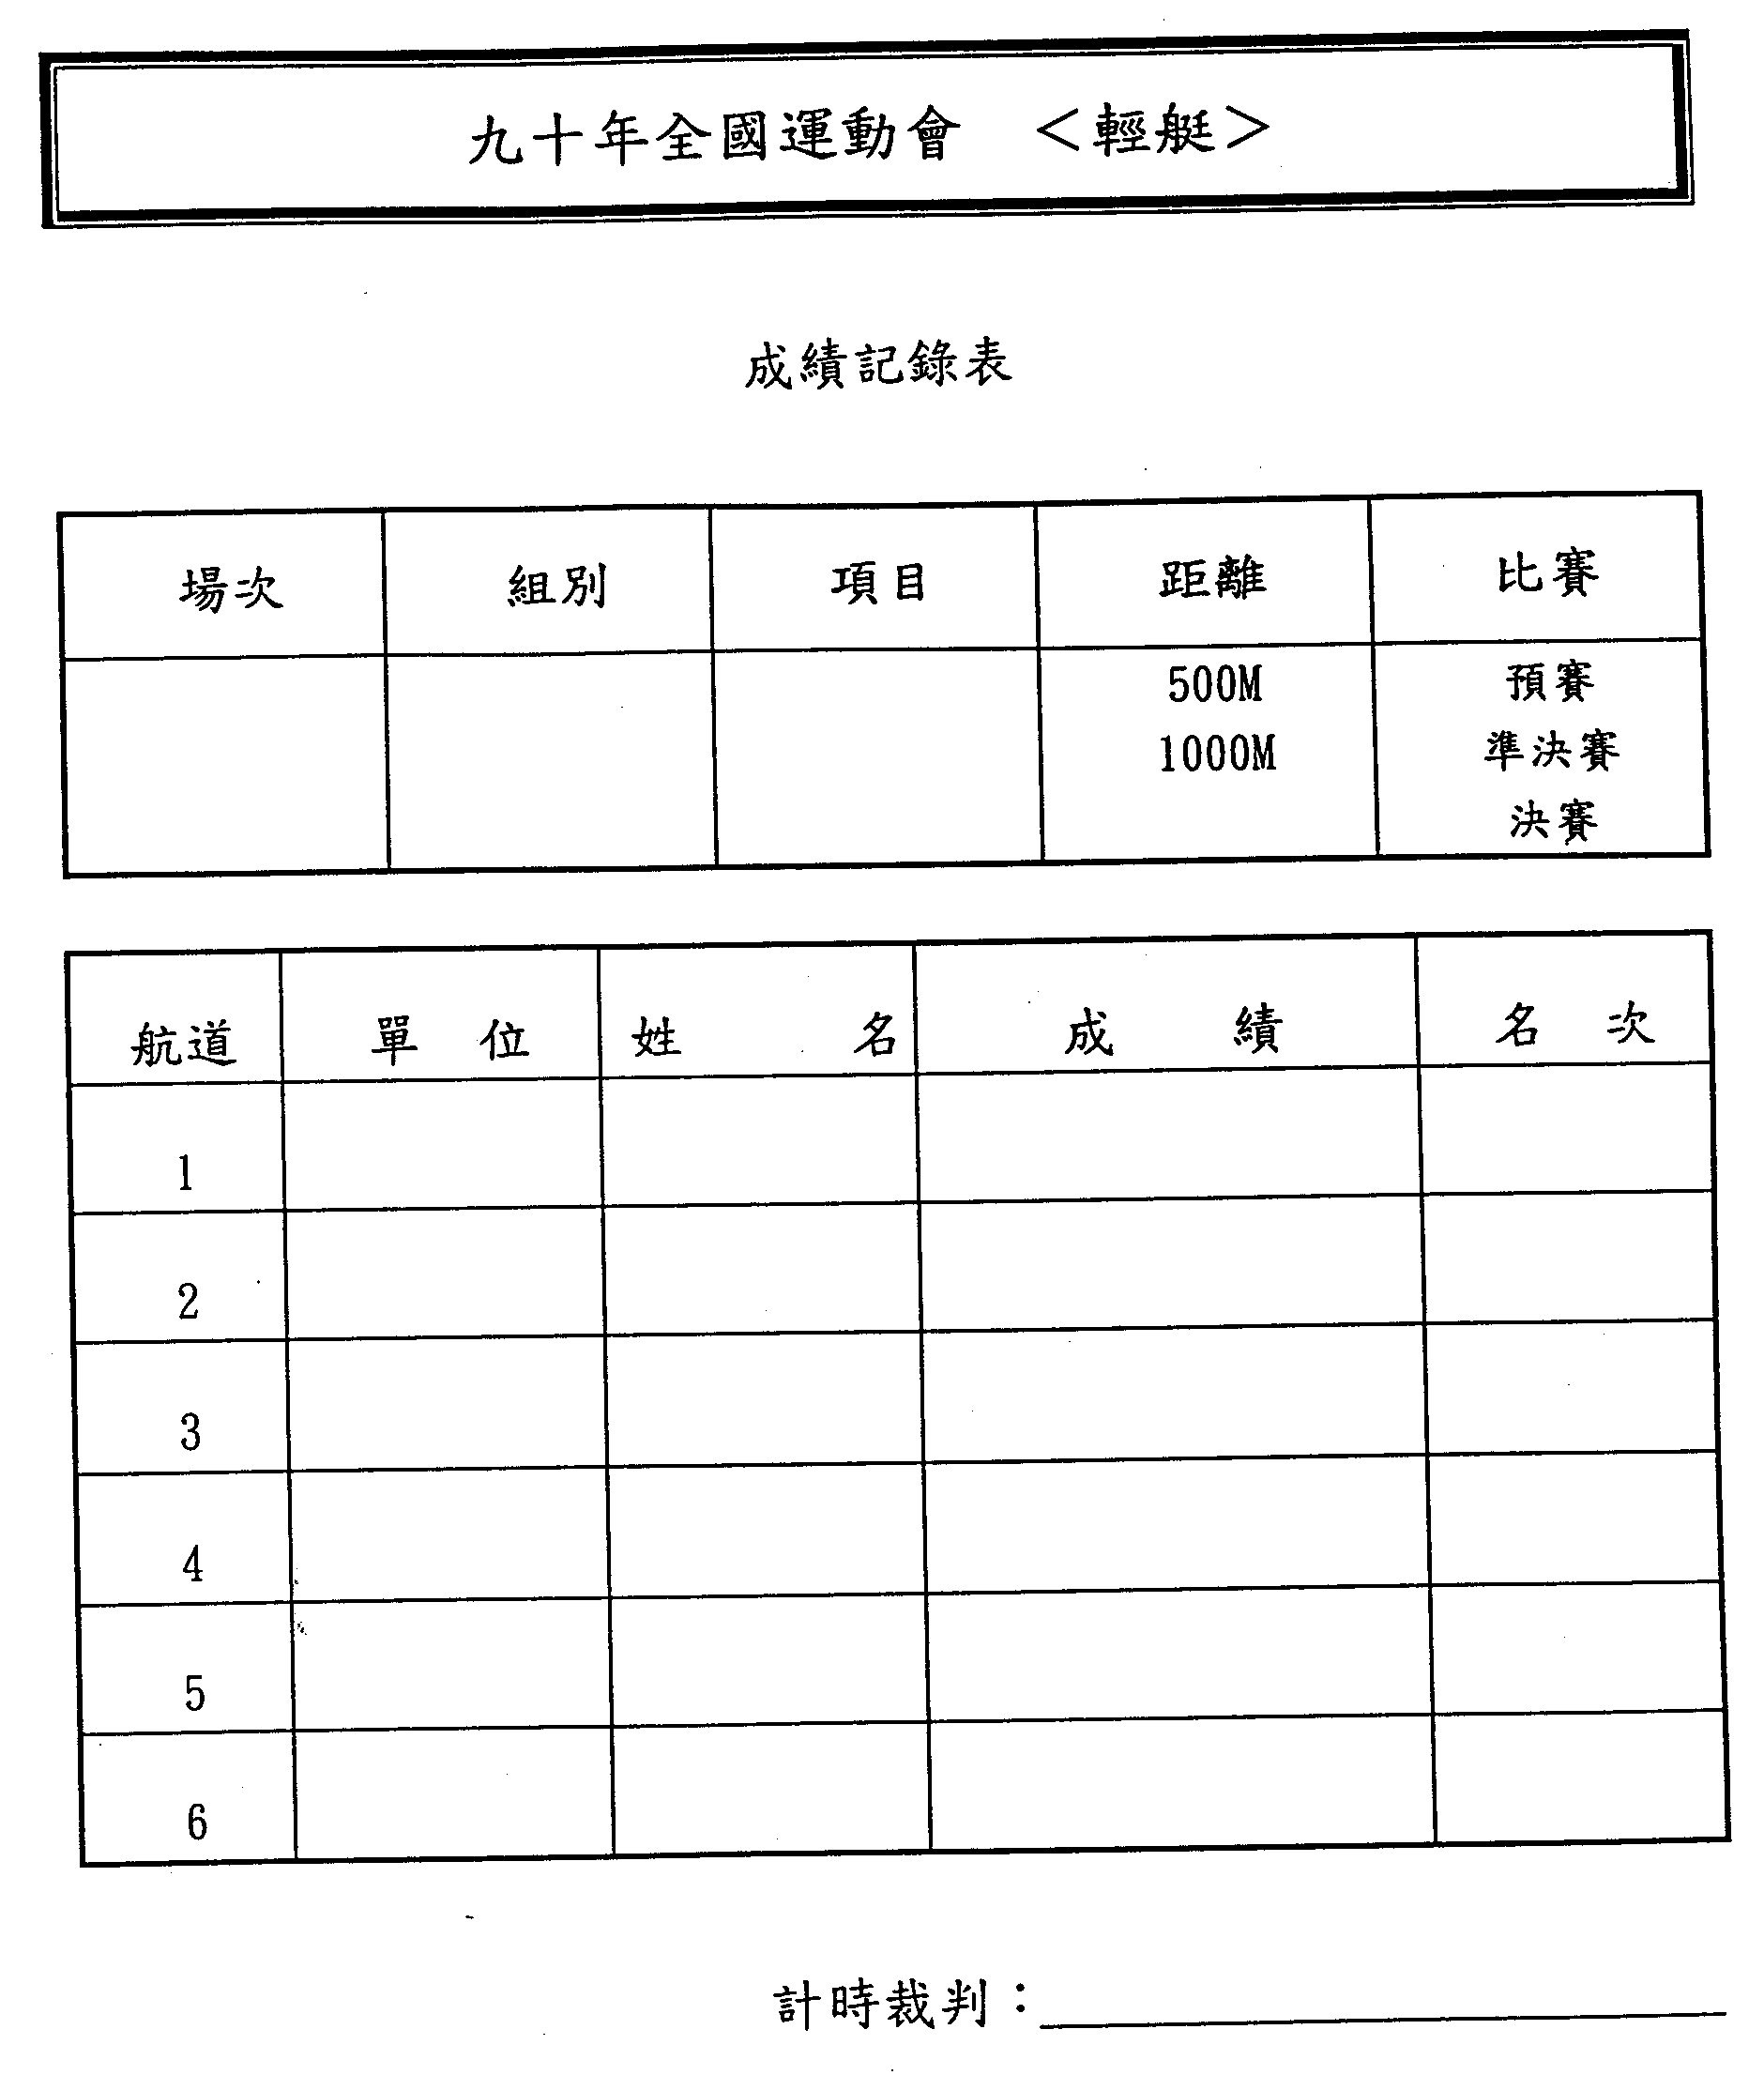 九十年全國運動會　＜輕艇＞
成績記錄表
場次 組別 項目 距離 比賽
500M 預賽
1000M 準決賽
決賽
航道 單位 姓名 成績 名次
1
2
3
4
5
6
計時裁判：